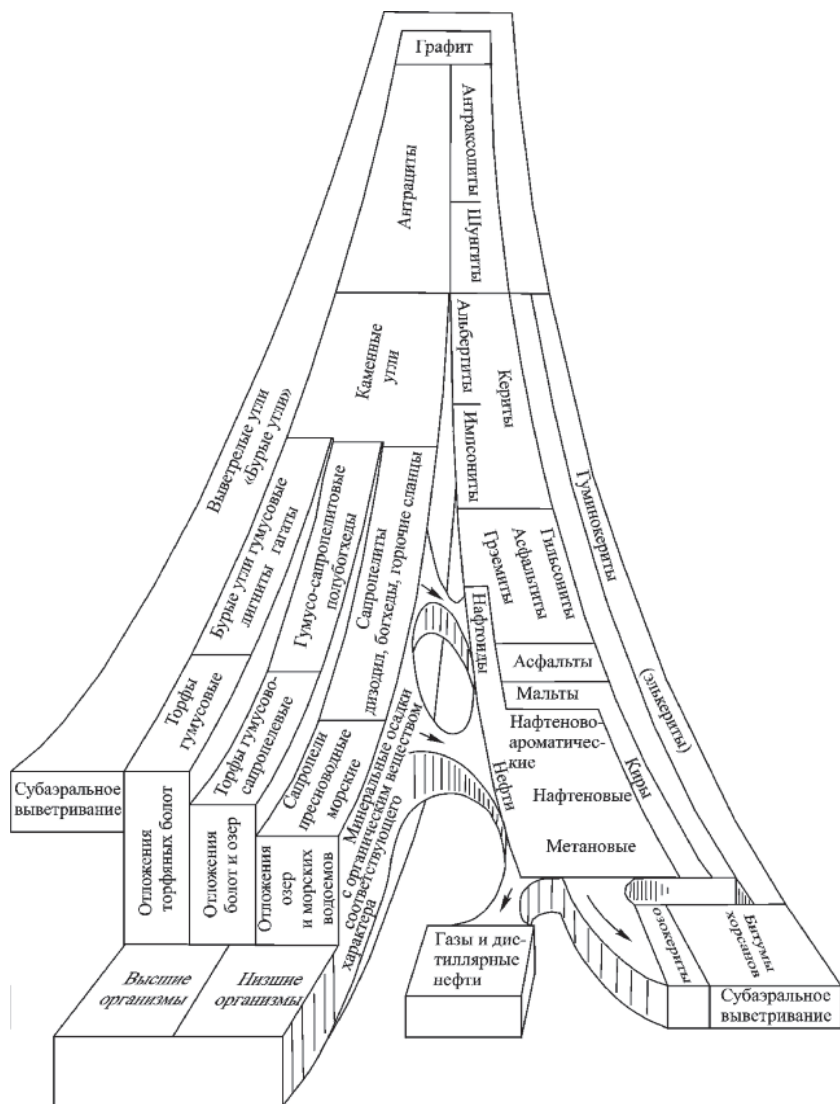 Графит
Антрациты
Антраксолиты
Шунгиты
Каменные
угли
Альбертиты
Импсониты
Кериты
Выветрелые угли
«Бурые угли»
Бурые угли гумусовые
лигниты гагаты
Гумусо-сапропелитовые
полубогхеды
Сапропелиты
дизодил, богхеды, горючие сланцы
Грэемиты
Асфальтиты
Гильсониты
Гуминокериты
(элькериты)
Нафтоиды
Асфальты
Мальты
Торфы
гумусовые
Торфы гумусово-
сапропелевые
Сапропели
пресноводные
морские
Минеральные осадки
с органическим веществом
соответствующего
характера
Нефти
Нафтеново-
ароматичес-
кие
Нафтеновые
Метановые
Киры
Субаэральное
выветривание
Отложения
торфяных болот
Отложения
болот и озер
Отложения
озер
и морских
водоемов
Высшие
организмы
Низшие
организмы
Газы и дис-
тиллярные
нефти
озокериты
Битумы
хорсанов
Субаэральное
выветривание